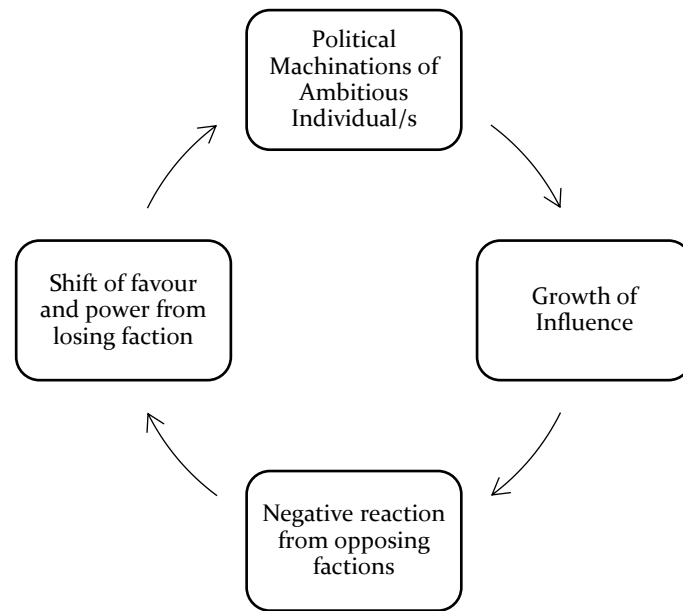 Political
Machinations of
Ambitious
Individual/s
Growth of
Influence
Negative reaction
from opposing
factions
Shift of favour
and power from
losing faction